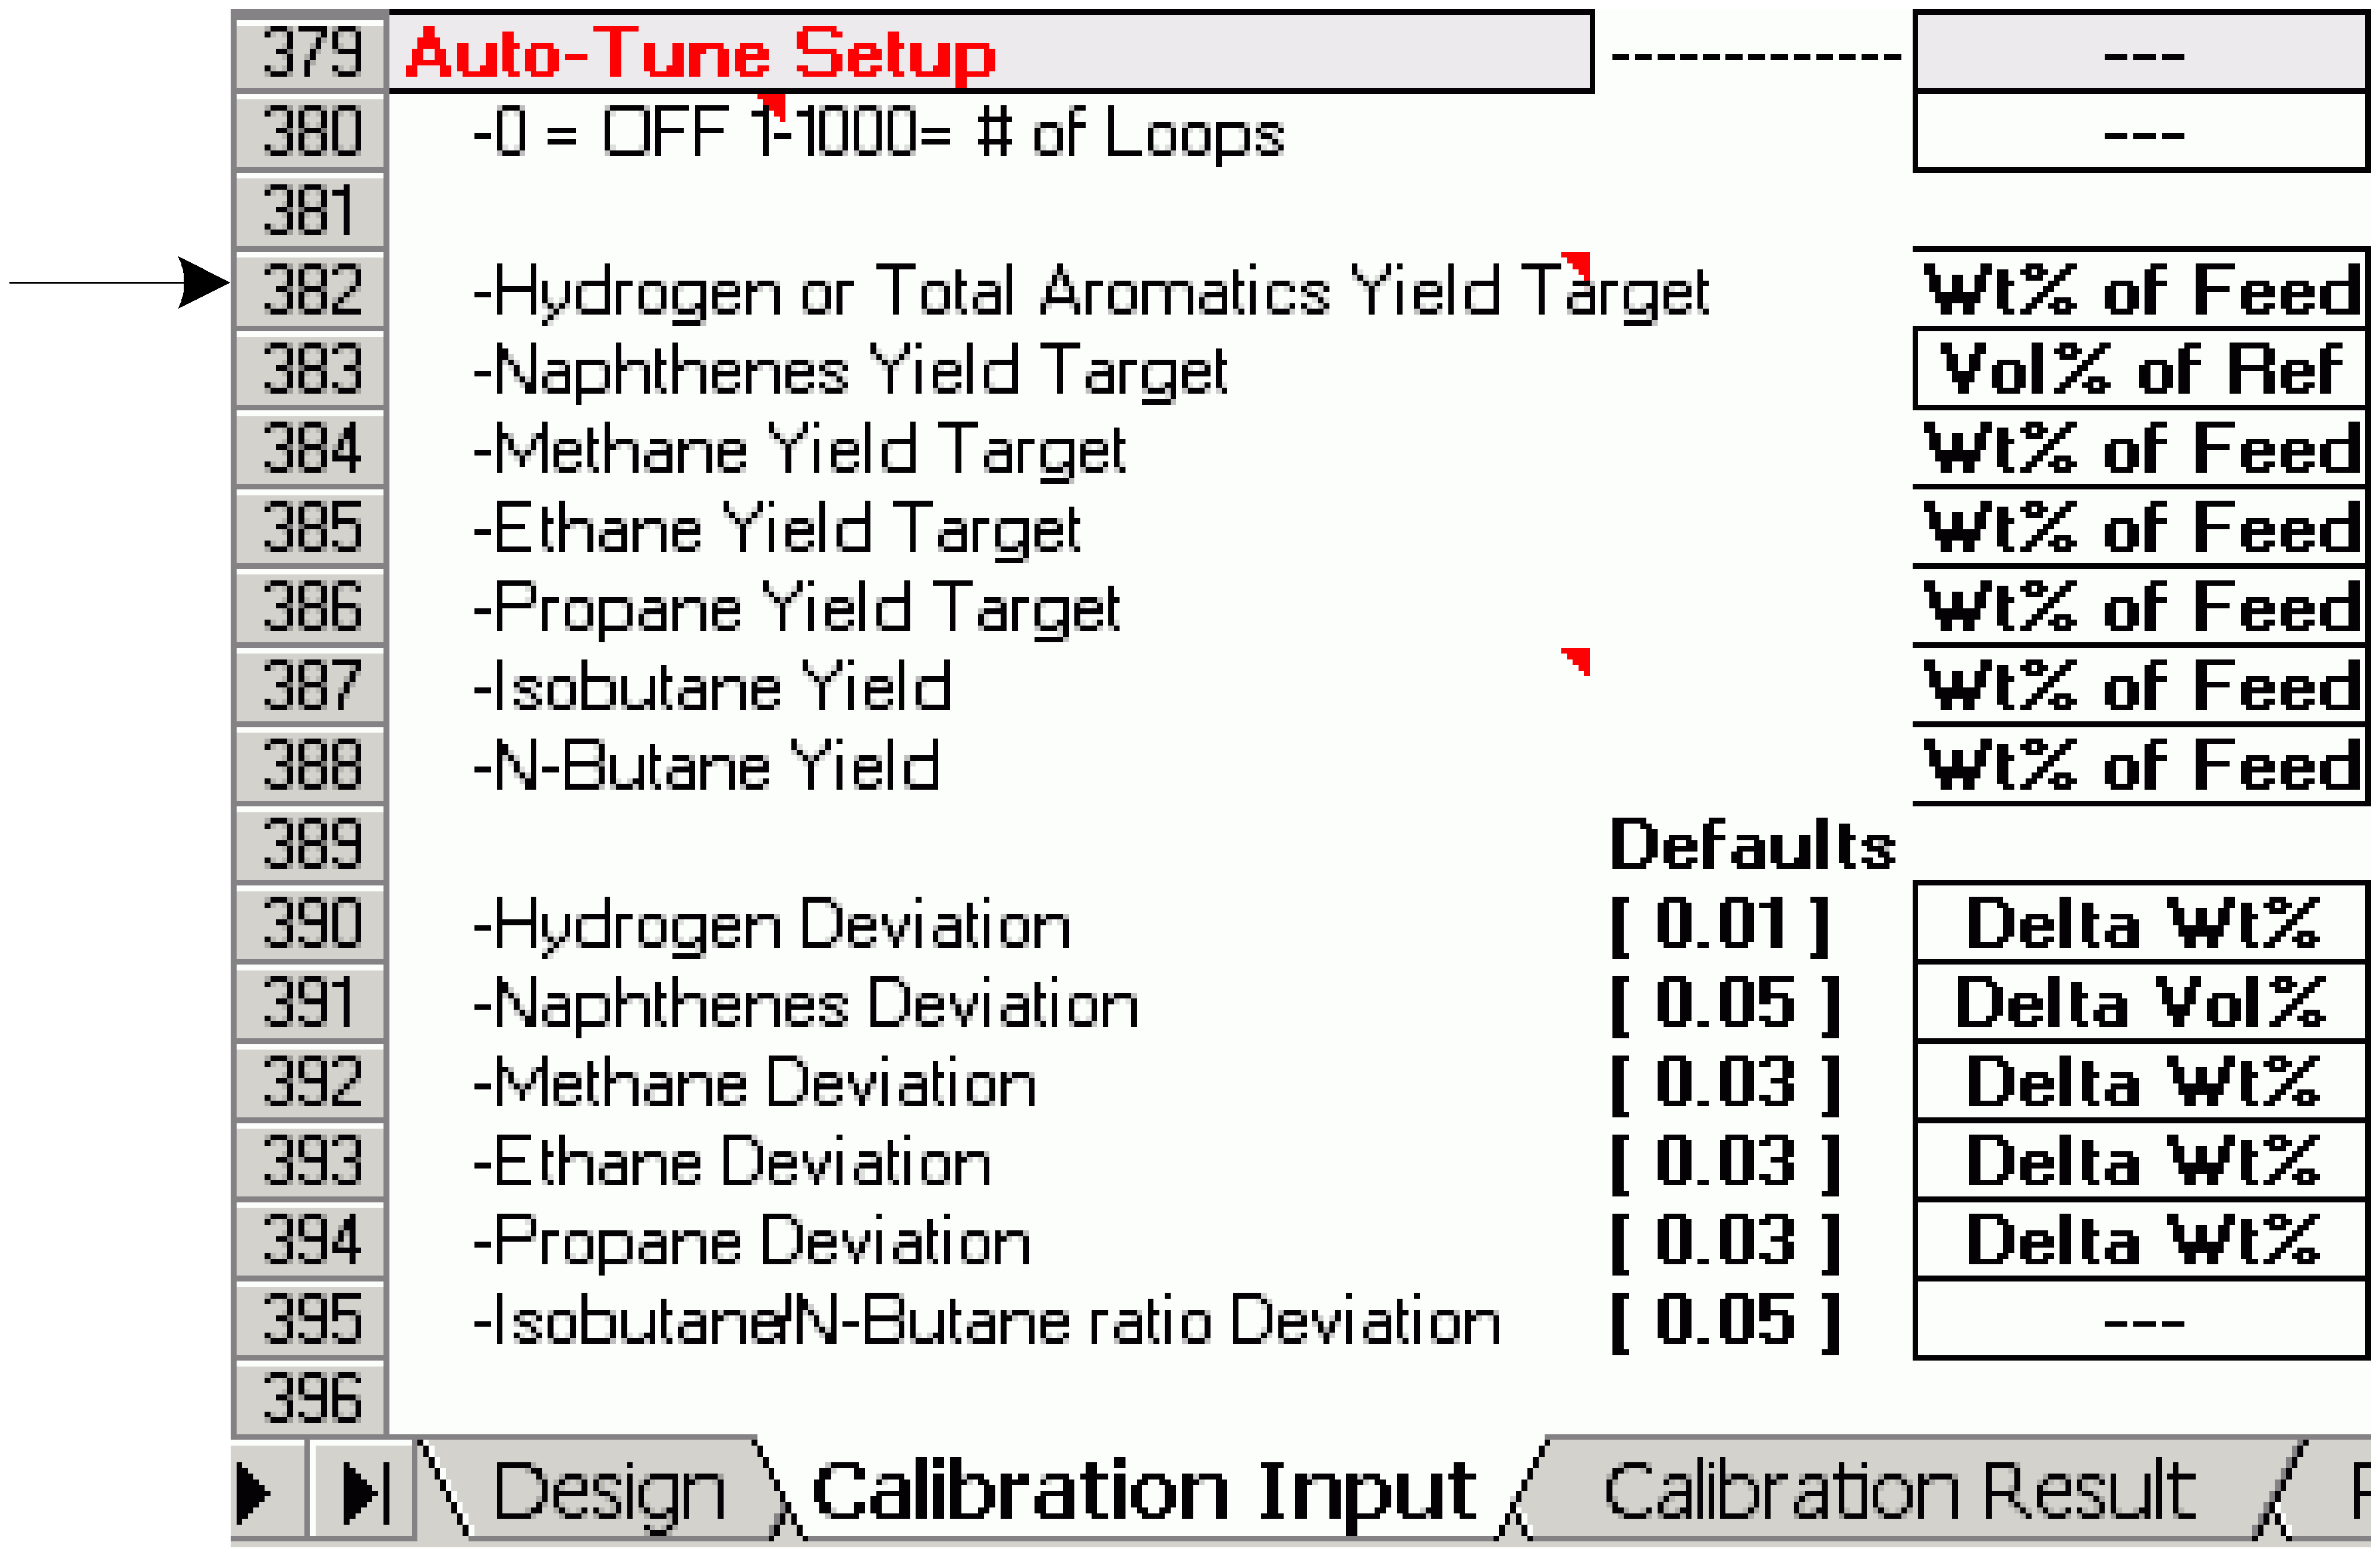 379 Auto-Tune Setup ------------ ---
380 -0 = OFF 1-1000= # of Loops ---
381
382 -Hydrogen or Total Aromatics Yield Target Wt% of Feed
383 -Naphthenes Yield Target Vol% of Ref
384 -Methane Yield Target Wt% of Feed
385 -Ethane Yield Target Wt% of Feed
386 -Propane Yield Target Wt% of Feed
387 -Isobutane Yield Wt% of Feed
388 -N-Butane Yield Wt% of Feed
389 Defaults
390 -Hydrogen Deviation [ 0.01 ] Delta Wt%
391 -Naphthenes Deviation [ 0.05 ] Delta Vol%
392 -Methane Deviation [ 0.03 ] Delta Wt%
393 -Ethane Deviation [ 0.03 ] Delta Wt%
394 -Propane Deviation [ 0.03 ] Delta Wt%
395 -Isobutane/N-Butane ratio Deviation [ 0.05 ] ---
396
Design Calibration Input Calibration Result